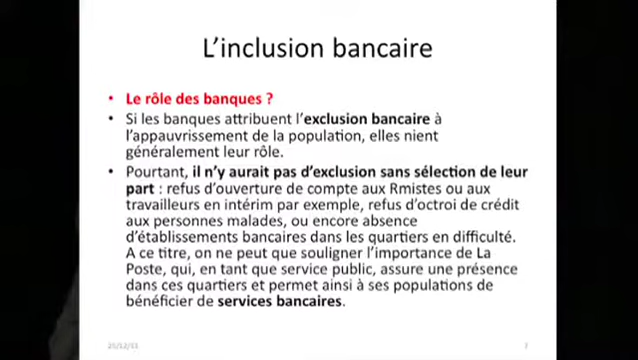 L'inclusion bancaire
• Le rôle des banques ?
• Si les banques attribuent l'exclusion bancaire à
l'appauvrissement de la population, elles nient
généralement leur rôle.
• Pourtant, il n'y aurait pas d'exclusion sans sélection de leur
part : refus d'ouverture de compte aux Rmistes ou aux
travailleurs en intérim par exemple, refus d'octroi de crédit
aux personnes malades, ou encore absence
d'établissements bancaires dans les quartiers en difficulté.
A ce titre, on ne peut que souligner l'importance de La
Poste, qui, en tant que service public, assure une présence
dans ces quartiers et permet ainsi à ses populations de
bénéficier de services bancaires.